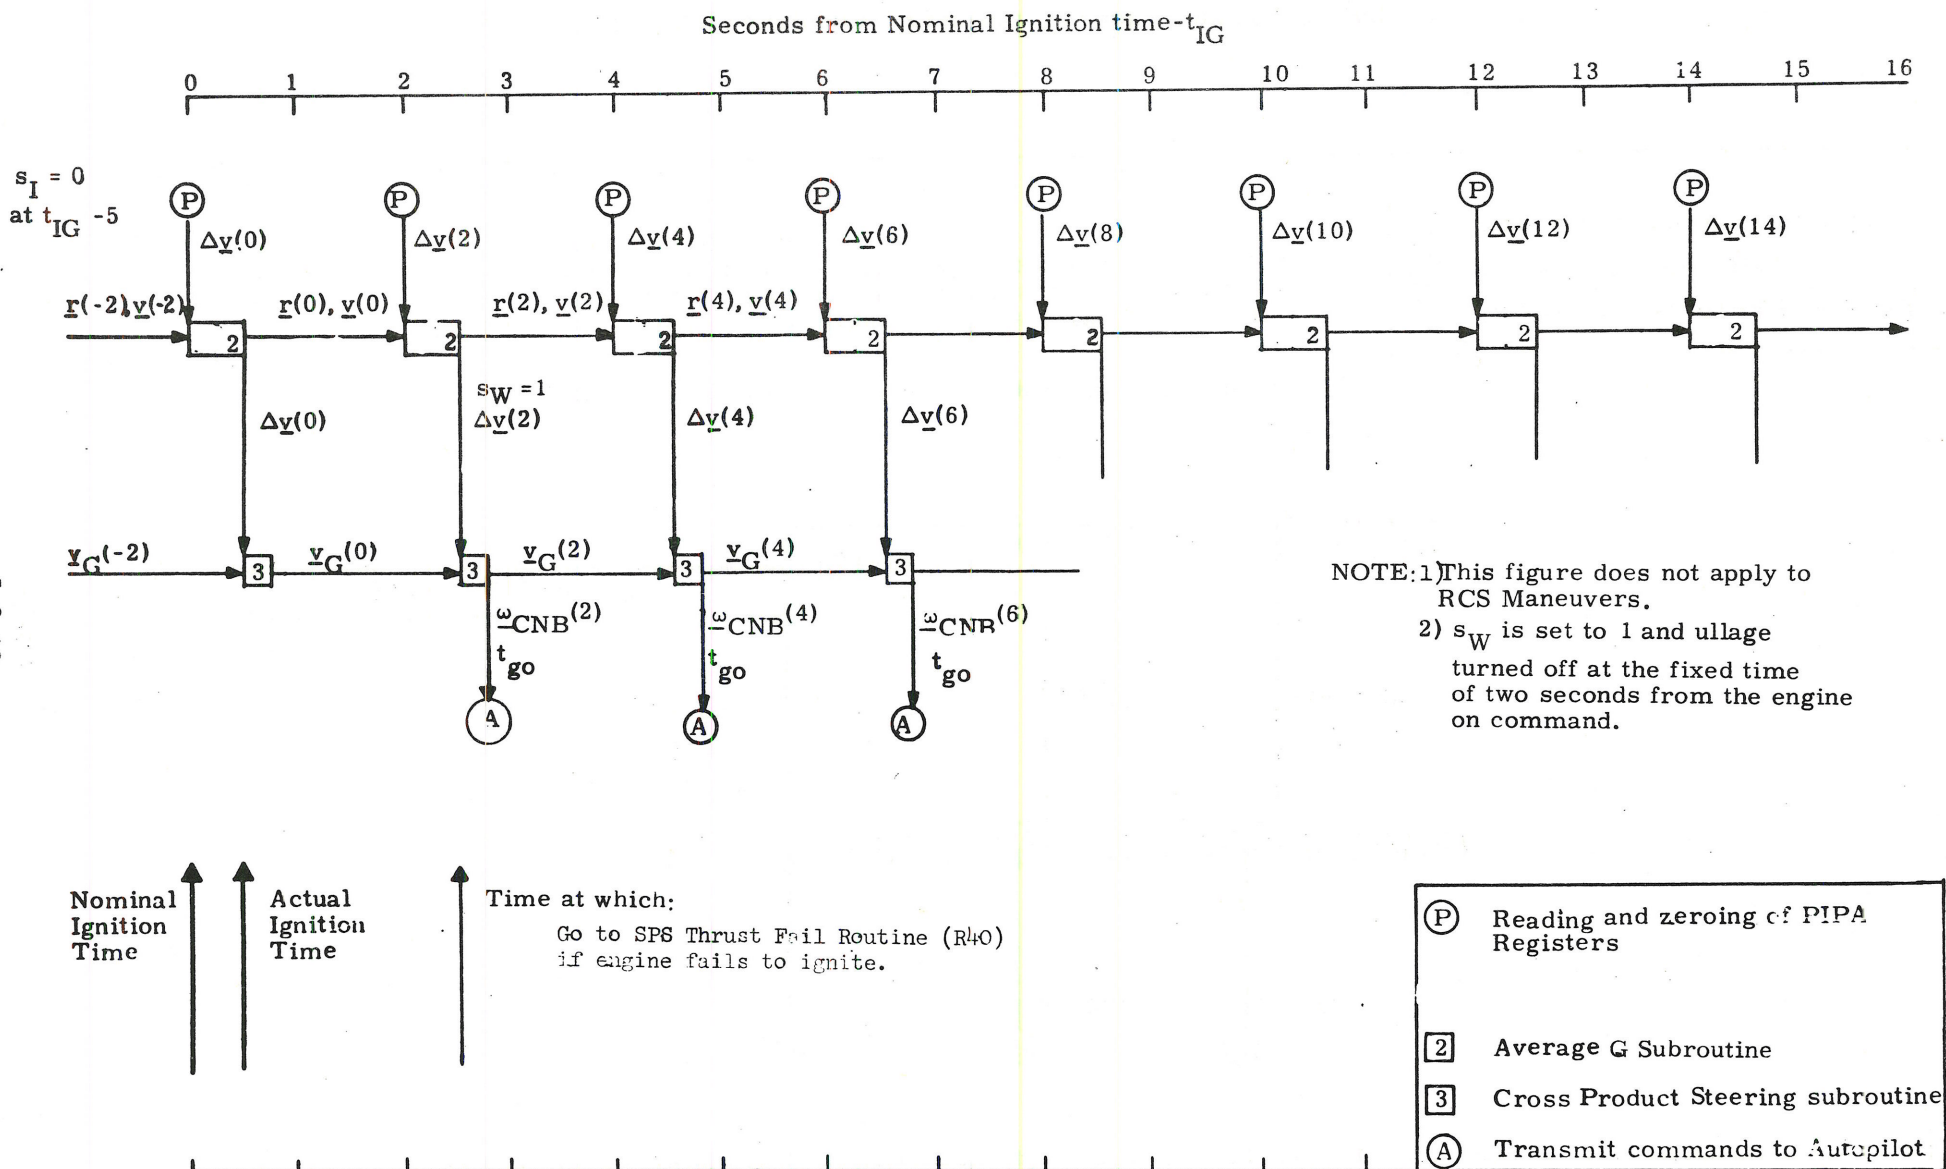 Seconds from Nominal Ignition time-t_IG
0 1 2 3 4 5 6 7 8 9 10 11 12 13 14 15 16
s_I = 0
at t_IG -5
P P P P P P P P
Δv(0) Δv(2) Δv(4) Δv(6) Δv(8) Δv(10) Δv(12) Δv(14)
r(-2),v(-2) r(0), v(0) r(2), v(2) r(4), v(4)
2 2 2 2 2 2 2 2
s_W =1
Δv(0) Δv(2) Δv(4) Δv(6)
v_G(-2) v_G(0) v_G(2) v_G(4)
3 3 3 3
ω_CNB(2) ω_CNB(4) ω_CNB(6)
t_go t_go t_go
A A A
NOTE:1)This figure does not apply to
RCS Maneuvers.
2) s_W is set to 1 and ullage
turned off at the fixed time
of two seconds from the engine
on command.
Nominal
Ignition
Time
Actual
Ignition
Time
Time at which:
Go to SPS Thrust Fail Routine (R40)
if engine fails to ignite.
P Reading and zeroing of PIPA
Registers
2 Average G Subroutine
3 Cross Product Steering subroutine
A Transmit commands to Autopilot